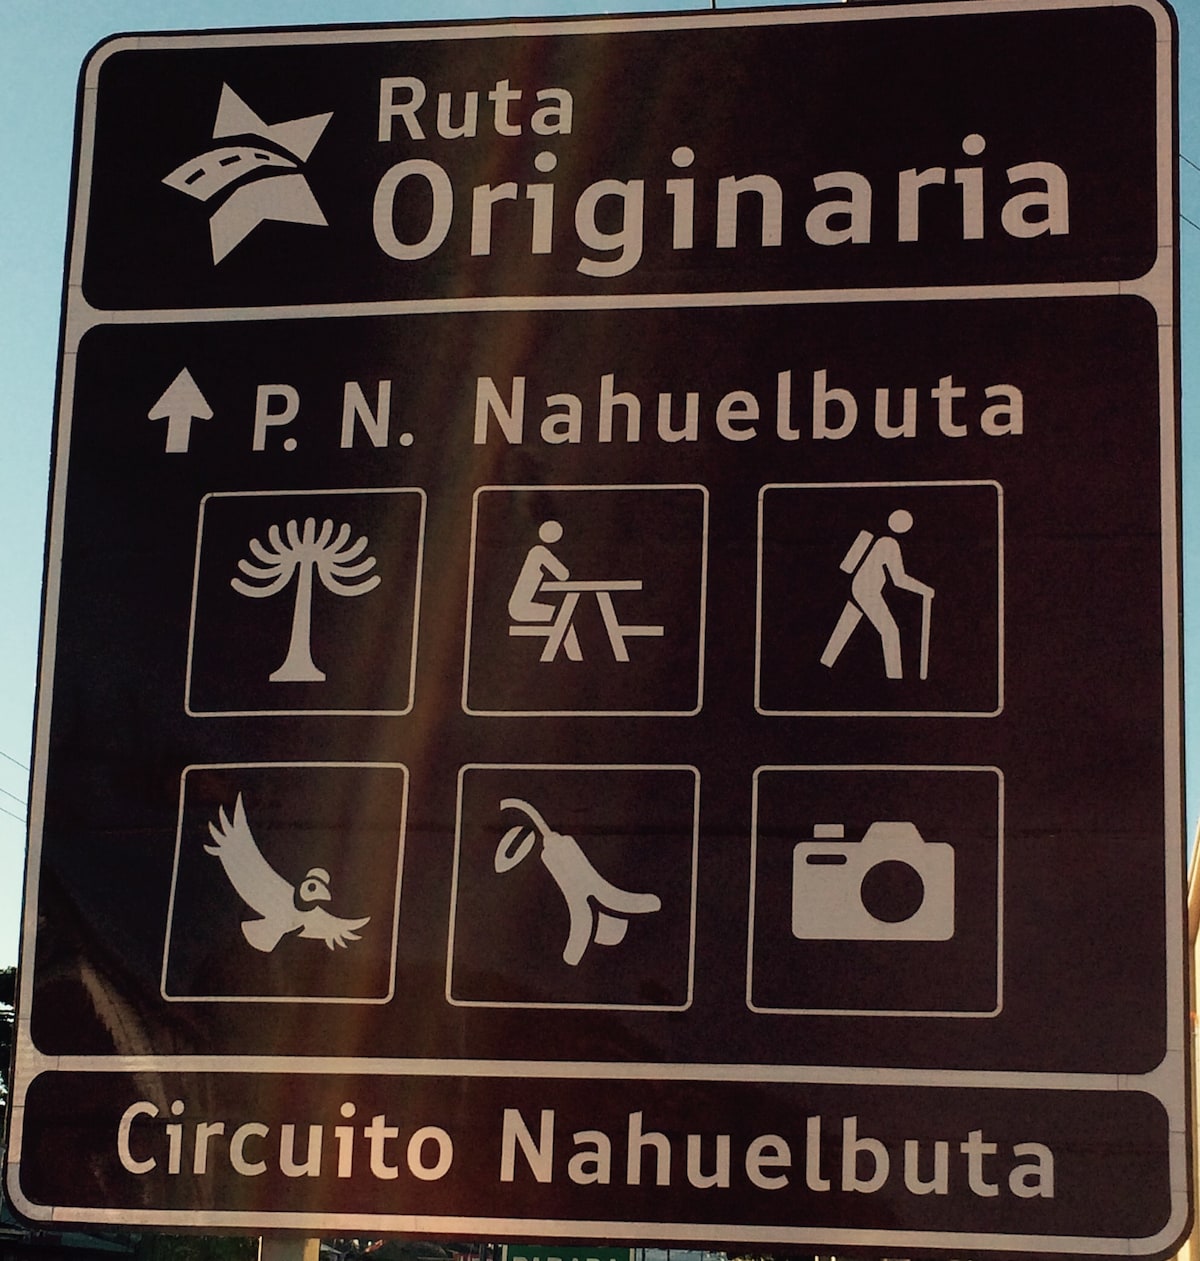 Ruta
Originaria
P. N. Nahuelbuta
Circuito Nahuelbuta